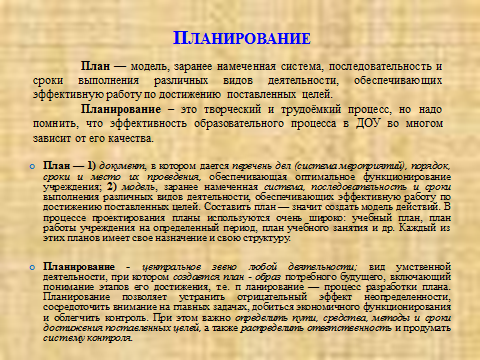 ПЛАНИРОВАНИЕ
План — модель, заранее намеченная система, последовательность и
сроки выполнения различных видов деятельности, обеспечивающих
эффективную работу по достижению поставленных целей.
Планирование – это творческий и трудоёмкий процесс, но надо
помнить, что эффективность образовательного процесса в ДОУ во многом
зависит от его качества.
План — 1) документ, в котором дается перечень дел (система мероприятий), порядок,
сроки и место их проведения, обеспечивающая оптимальное функционирование
учреждения; 2) модель, заранее намеченная система, последовательность и сроки
выполнения различных видов деятельности, обеспечивающих эффективную работу по
достижению поставленных целей. Составить план — значит создать модель действий. В
процессе проектирования планы используются очень широко: учебный план, план
работы учреждения на определенный период, план учебного занятия и др. Каждый из
этих планов имеет свое назначение и свою структуру.
Планирование - центральное звено любой деятельности; вид умственной
деятельности, при котором создается план - образ потребного будущего, включающий
понимание этапов его достижения, т.е. п ланирование — процесс разработки плана.
Планирование позволяет устранить отрицательный эффект неопределенности,
сосредоточить внимание на главных задачах, добиться экономичного функционирования
и облегчить контроль. При этом важно определить пути, средства, методы и сроки
достижения поставленных целей, а также распределить ответственность и продумать
систему контроля.